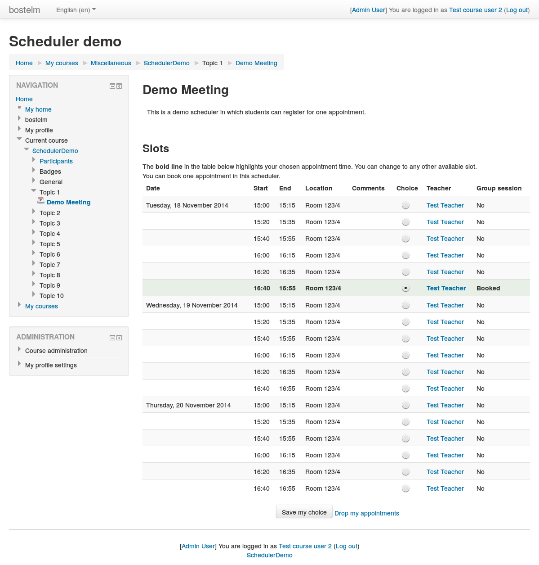 bostelm English (en) [Admin User] You are logged in as Test course user 2 (Log out)
Scheduler demo
Home ▶ My courses ▶ Miscellaneous ▶ SchedulerDemo ▶ Topic 1 ▶ Demo Meeting
NAVIGATION
Home
My home
bostelm
My profile
Current course
SchedulerDemo
Participants
Badges
General
Topic 1
Demo Meeting
Topic 2
Topic 3
Topic 4
Topic 5
Topic 6
Topic 7
Topic 8
Topic 9
Topic 10
My courses
ADMINISTRATION
Course administration
My profile settings
Demo Meeting
This is a demo scheduler in which students can register for one appointment.
Slots
The bold line in the table below highlights your chosen appointment time. You can change to any other available slot.
You can book one appointment in this scheduler.
Date Start End Location Comments Choice Teacher Group session
Tuesday, 18 November 2014 15:00 15:15 Room 123/4 Test Teacher No
15:20 15:35 Room 123/4 Test Teacher No
15:40 15:55 Room 123/4 Test Teacher No
16:00 16:15 Room 123/4 Test Teacher No
16:20 16:35 Room 123/4 Test Teacher No
16:40 16:55 Room 123/4 Test Teacher Booked
Wednesday, 19 November 2014 15:00 15:15 Room 123/4 Test Teacher No
15:20 15:35 Room 123/4 Test Teacher No
15:40 15:55 Room 123/4 Test Teacher No
16:00 16:15 Room 123/4 Test Teacher No
16:20 16:35 Room 123/4 Test Teacher No
16:40 16:55 Room 123/4 Test Teacher No
Thursday, 20 November 2014 15:00 15:15 Room 123/4 Test Teacher No
15:20 15:35 Room 123/4 Test Teacher No
15:40 15:55 Room 123/4 Test Teacher No
16:00 16:15 Room 123/4 Test Teacher No
16:20 16:35 Room 123/4 Test Teacher No
16:40 16:55 Room 123/4 Test Teacher No
Save my choice Drop my appointments
[Admin User] You are logged in as Test course user 2 (Log out)
SchedulerDemo